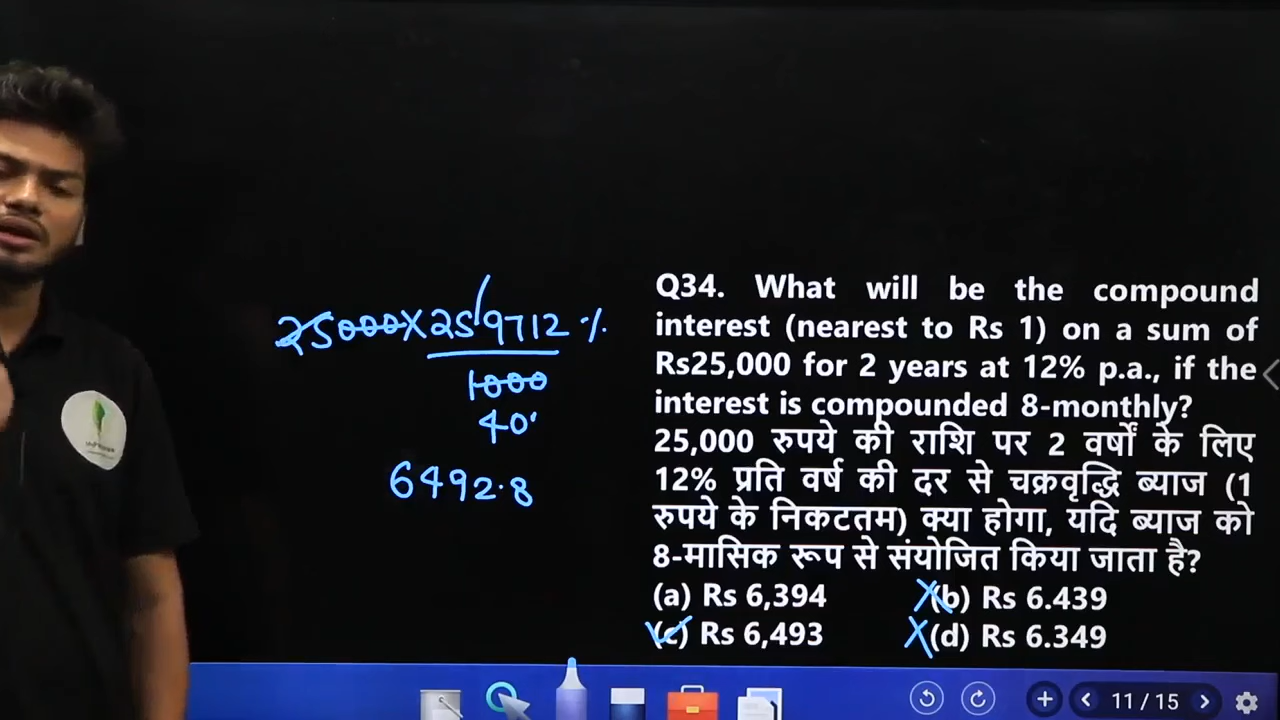 25000×259712 %
1000
40
6492.8
Q34. What will be the compound
interest (nearest to Rs 1) on a sum of
Rs25,000 for 2 years at 12% p.a., if the
interest is compounded 8-monthly?
25,000 रुपये की राशि पर 2 वर्षों के लिए
12% प्रति वर्ष की दर से चक्रवृद्धि ब्याज (1
रुपये के निकटतम) क्या होगा, यदि ब्याज को
8-मासिक रूप से संयोजित किया जाता है?
(a) Rs 6,394 (b) Rs 6.439
(c) Rs 6,493 (d) Rs 6.349
11 / 15